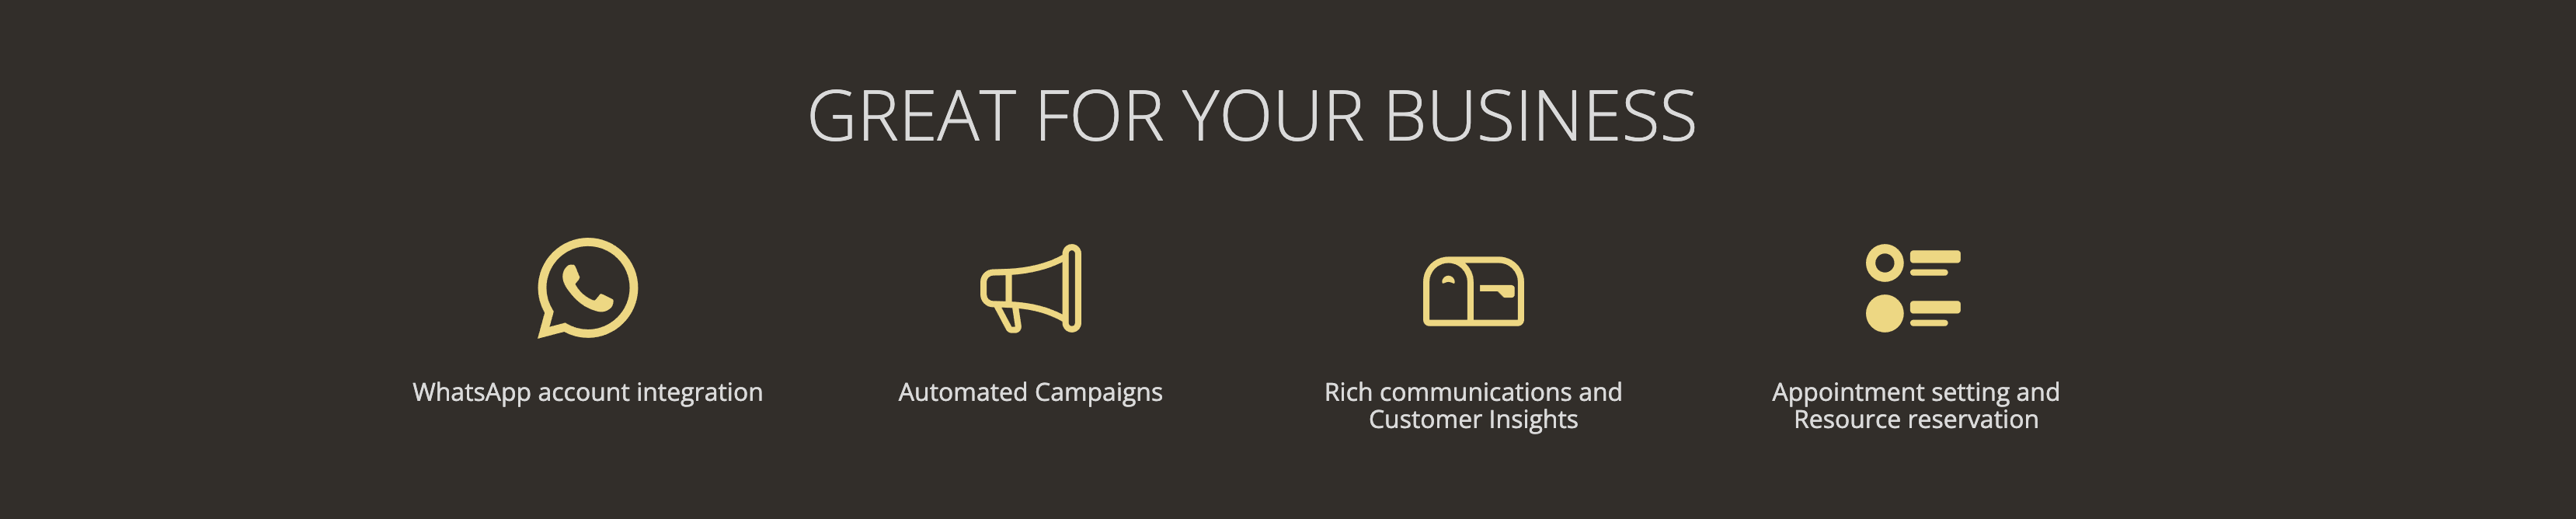 GREAT FOR YOUR BUSINESS
WhatsApp account integration
Automated Campaigns
Rich communications and
Customer Insights
Appointment setting and
Resource reservation